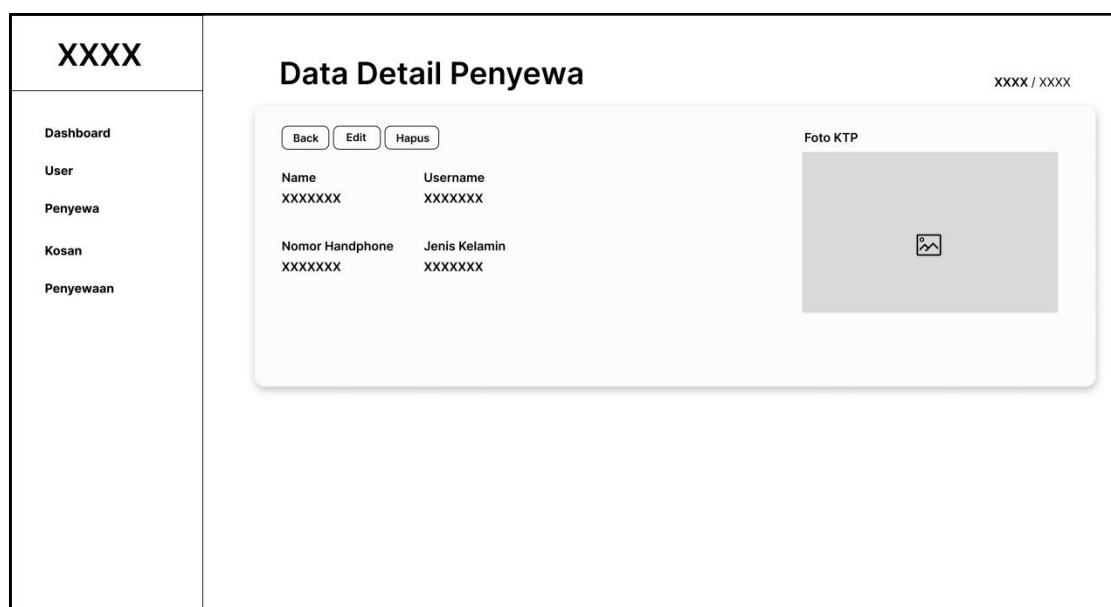 XXXX
Dashboard
User
Penyewa
Kosan
Penyewaan
Data Detail Penyewa
XXXX / XXXX
Back Edit Hapus
Name Username
XXXXXXX XXXXXXX
Nomor Handphone Jenis Kelamin
XXXXXXX XXXXXXX
Foto KTP